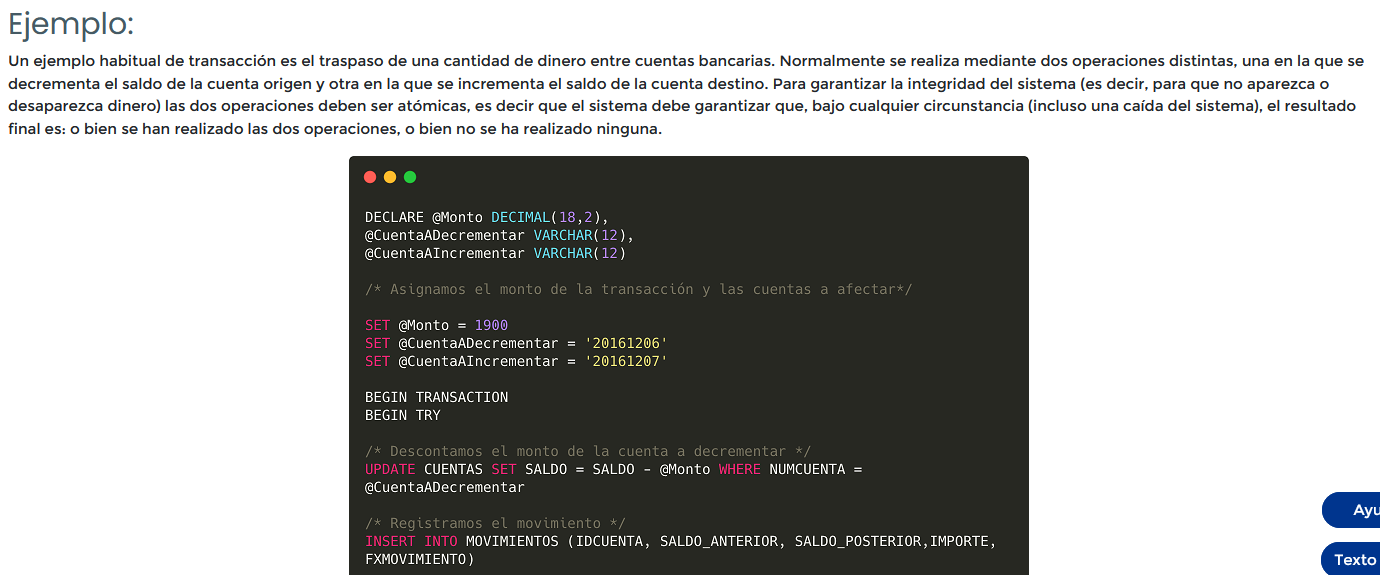 Ejemplo:
Un ejemplo habitual de transacción es el traspaso de una cantidad de dinero entre cuentas bancarias. Normalmente se realiza mediante dos operaciones distintas, una en la que se
decrementa el saldo de la cuenta origen y otra en la que se incrementa el saldo de la cuenta destino. Para garantizar la integridad del sistema (es decir, para que no aparezca o
desaparezca dinero) las dos operaciones deben ser atómicas, es decir que el sistema debe garantizar que, bajo cualquier circunstancia (incluso una caída del sistema), el resultado
final es: o bien se han realizado las dos operaciones, o bien no se ha realizado ninguna.
DECLARE @Monto DECIMAL(18,2),
@CuentaADecrementar VARCHAR(12),
@CuentaAIncrementar VARCHAR(12)
/* Asignamos el monto de la transacción y las cuentas a afectar*/
SET @Monto = 1900
SET @CuentaADecrementar = '20161206'
SET @CuentaAIncrementar = '20161207'
BEGIN TRANSACTION
BEGIN TRY
/* Descontamos el monto de la cuenta a decrementar */
UPDATE CUENTAS SET SALDO = SALDO - @Monto WHERE NUMCUENTA =
@CuentaADecrementar
/* Registramos el movimiento */
INSERT INTO MOVIMIENTOS (IDCUENTA, SALDO_ANTERIOR, SALDO_POSTERIOR,IMPORTE,
FXMOVIMIENTO)
Ayu
Texto